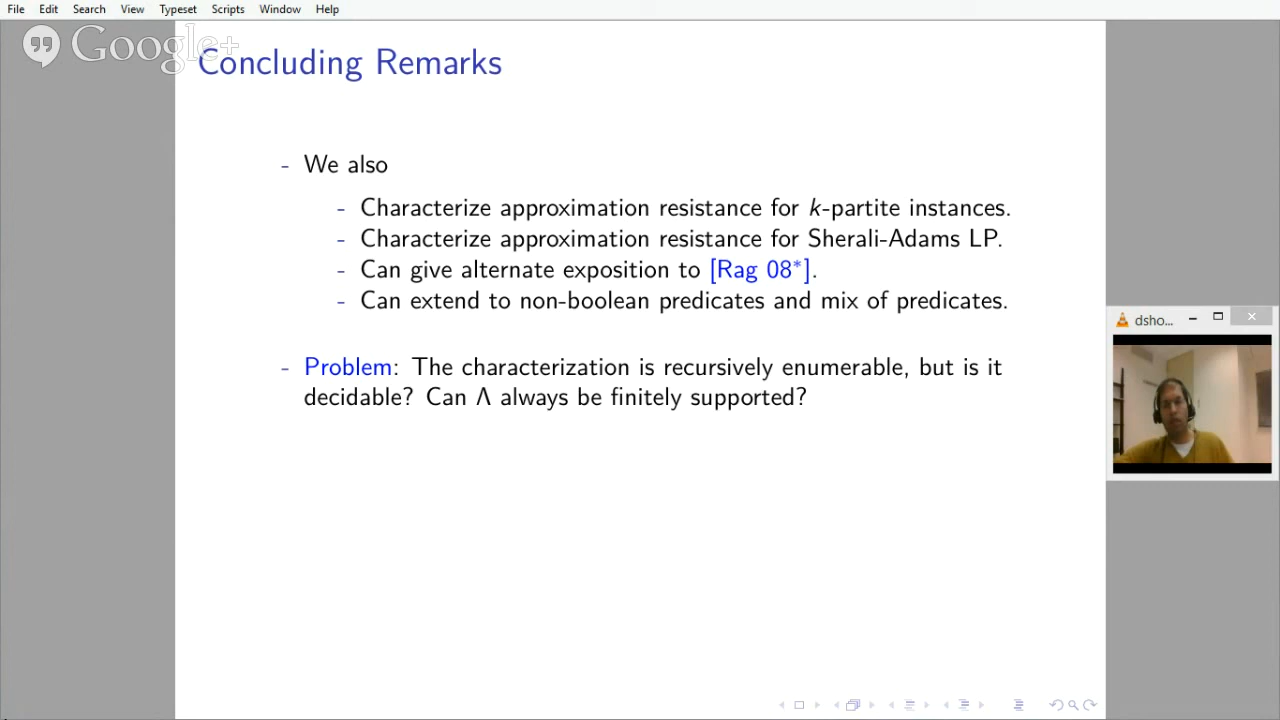 File Edit Search View Typeset Scripts Window Help
Google+
Concluding Remarks
- We also
- Characterize approximation resistance for k-partite instances.
- Characterize approximation resistance for Sherali-Adams LP.
- Can give alternate exposition to [Rag 08*].
- Can extend to non-boolean predicates and mix of predicates.
dsho...
- Problem: The characterization is recursively enumerable, but is it
decidable? Can Λ always be finitely supported?